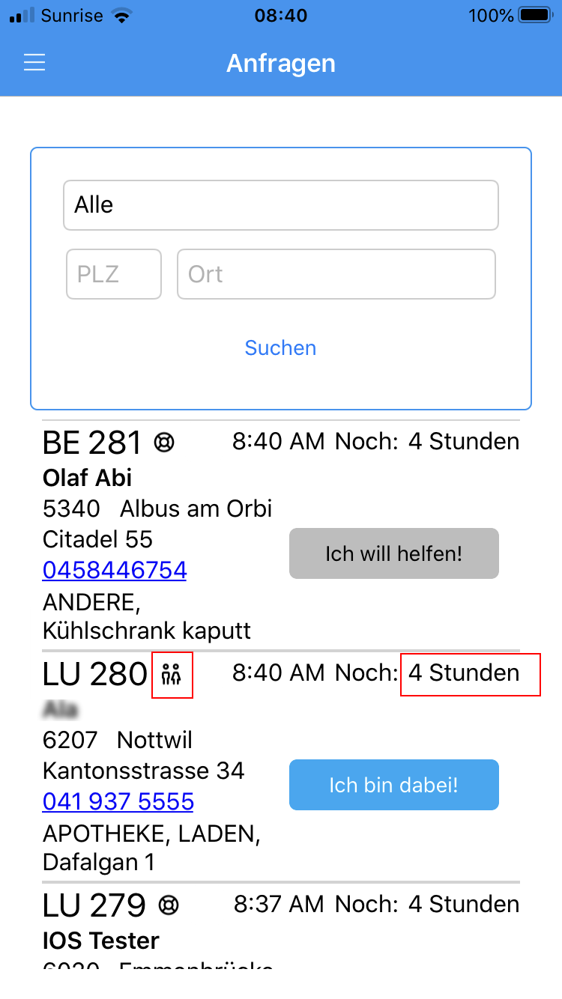 Sunrise 08:40 100%
Anfragen
Alle
PLZ Ort
Suchen
BE 281 8:40 AM Noch: 4 Stunden
Olaf Abi
5340 Albus am Orbi
Citadel 55
0458446754
Ich will helfen!
ANDERE,
Kühlschrank kaputt
LU 280 8:40 AM Noch: 4 Stunden
6207 Nottwil
Kantonsstrasse 34
041 937 5555
Ich bin dabei!
APOTHEKE, LADEN,
Dafalgan 1
LU 279 8:37 AM Noch: 4 Stunden
IOS Tester